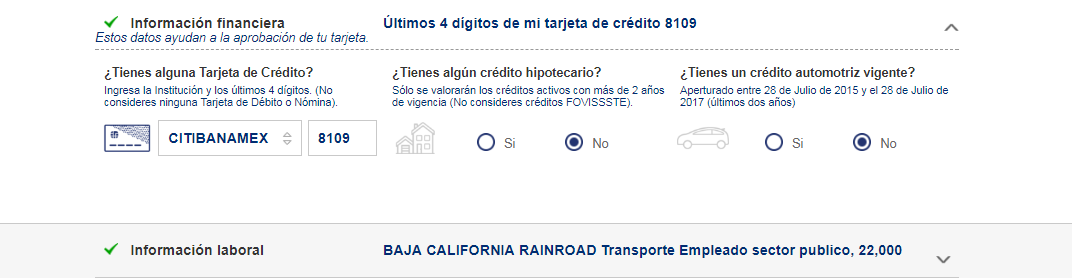 Información financiera
Últimos 4 dígitos de mi tarjeta de crédito 8109
Estos datos ayudan a la aprobación de tu tarjeta.
¿Tienes alguna Tarjeta de Crédito?
Ingresa la Institución y los últimos 4 dígitos. (No
consideres ninguna Tarjeta de Débito o Nómina).
CITIBANAMEX
8109
¿Tienes algún crédito hipotecario?
Sólo se valorarán los créditos activos con más de 2 años
de vigencia (No consideres créditos FOVISSSTE).
Si
No
¿Tienes un crédito automotriz vigente?
Aperturado entre 28 de Julio de 2015 y el 28 de Julio de
2017 (últimos dos años)
Si
No
Información laboral
BAJA CALIFORNIA RAINROAD Transporte Empleado sector publico, 22,000